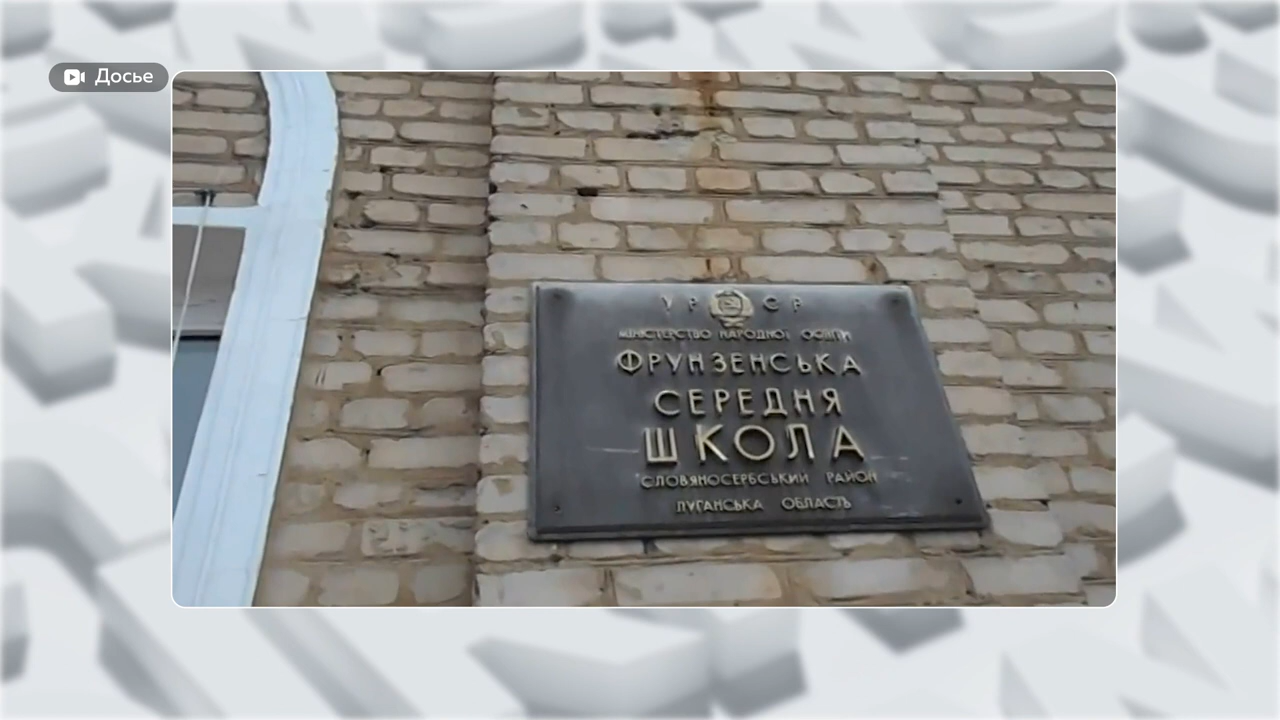 Досье
УРСР
МІНІСТЕРСТВО НАРОДНОЇ ОСВІТИ
ФРУНЗЕНСЬКА
СЕРЕДНЯ
ШКОЛА
СЛОВЯНОСЕРБСЬКИЙ РАЙОН
ЛУГАНСЬКА ОБЛАСТЬ